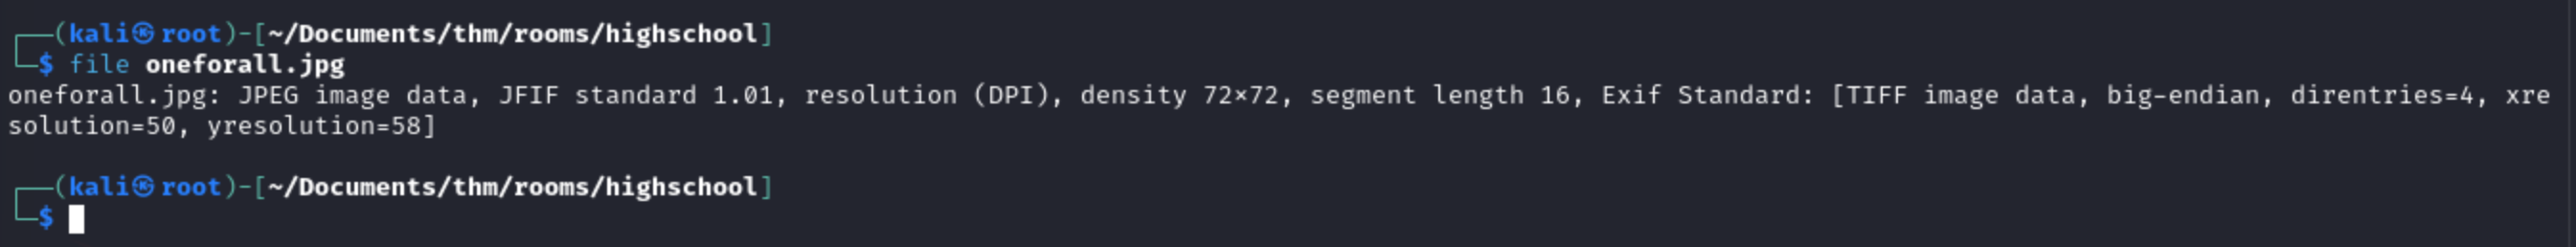 ┌──(kali㉿root)-[~/Documents/thm/rooms/highschool]
└─$ file oneforall.jpg
oneforall.jpg: JPEG image data, JFIF standard 1.01, resolution (DPI), density 72×72, segment length 16, Exif Standard: [TIFF image data, big-endian, direntries=4, xre
solution=50, yresolution=58]
┌──(kali㉿root)-[~/Documents/thm/rooms/highschool]
└─$